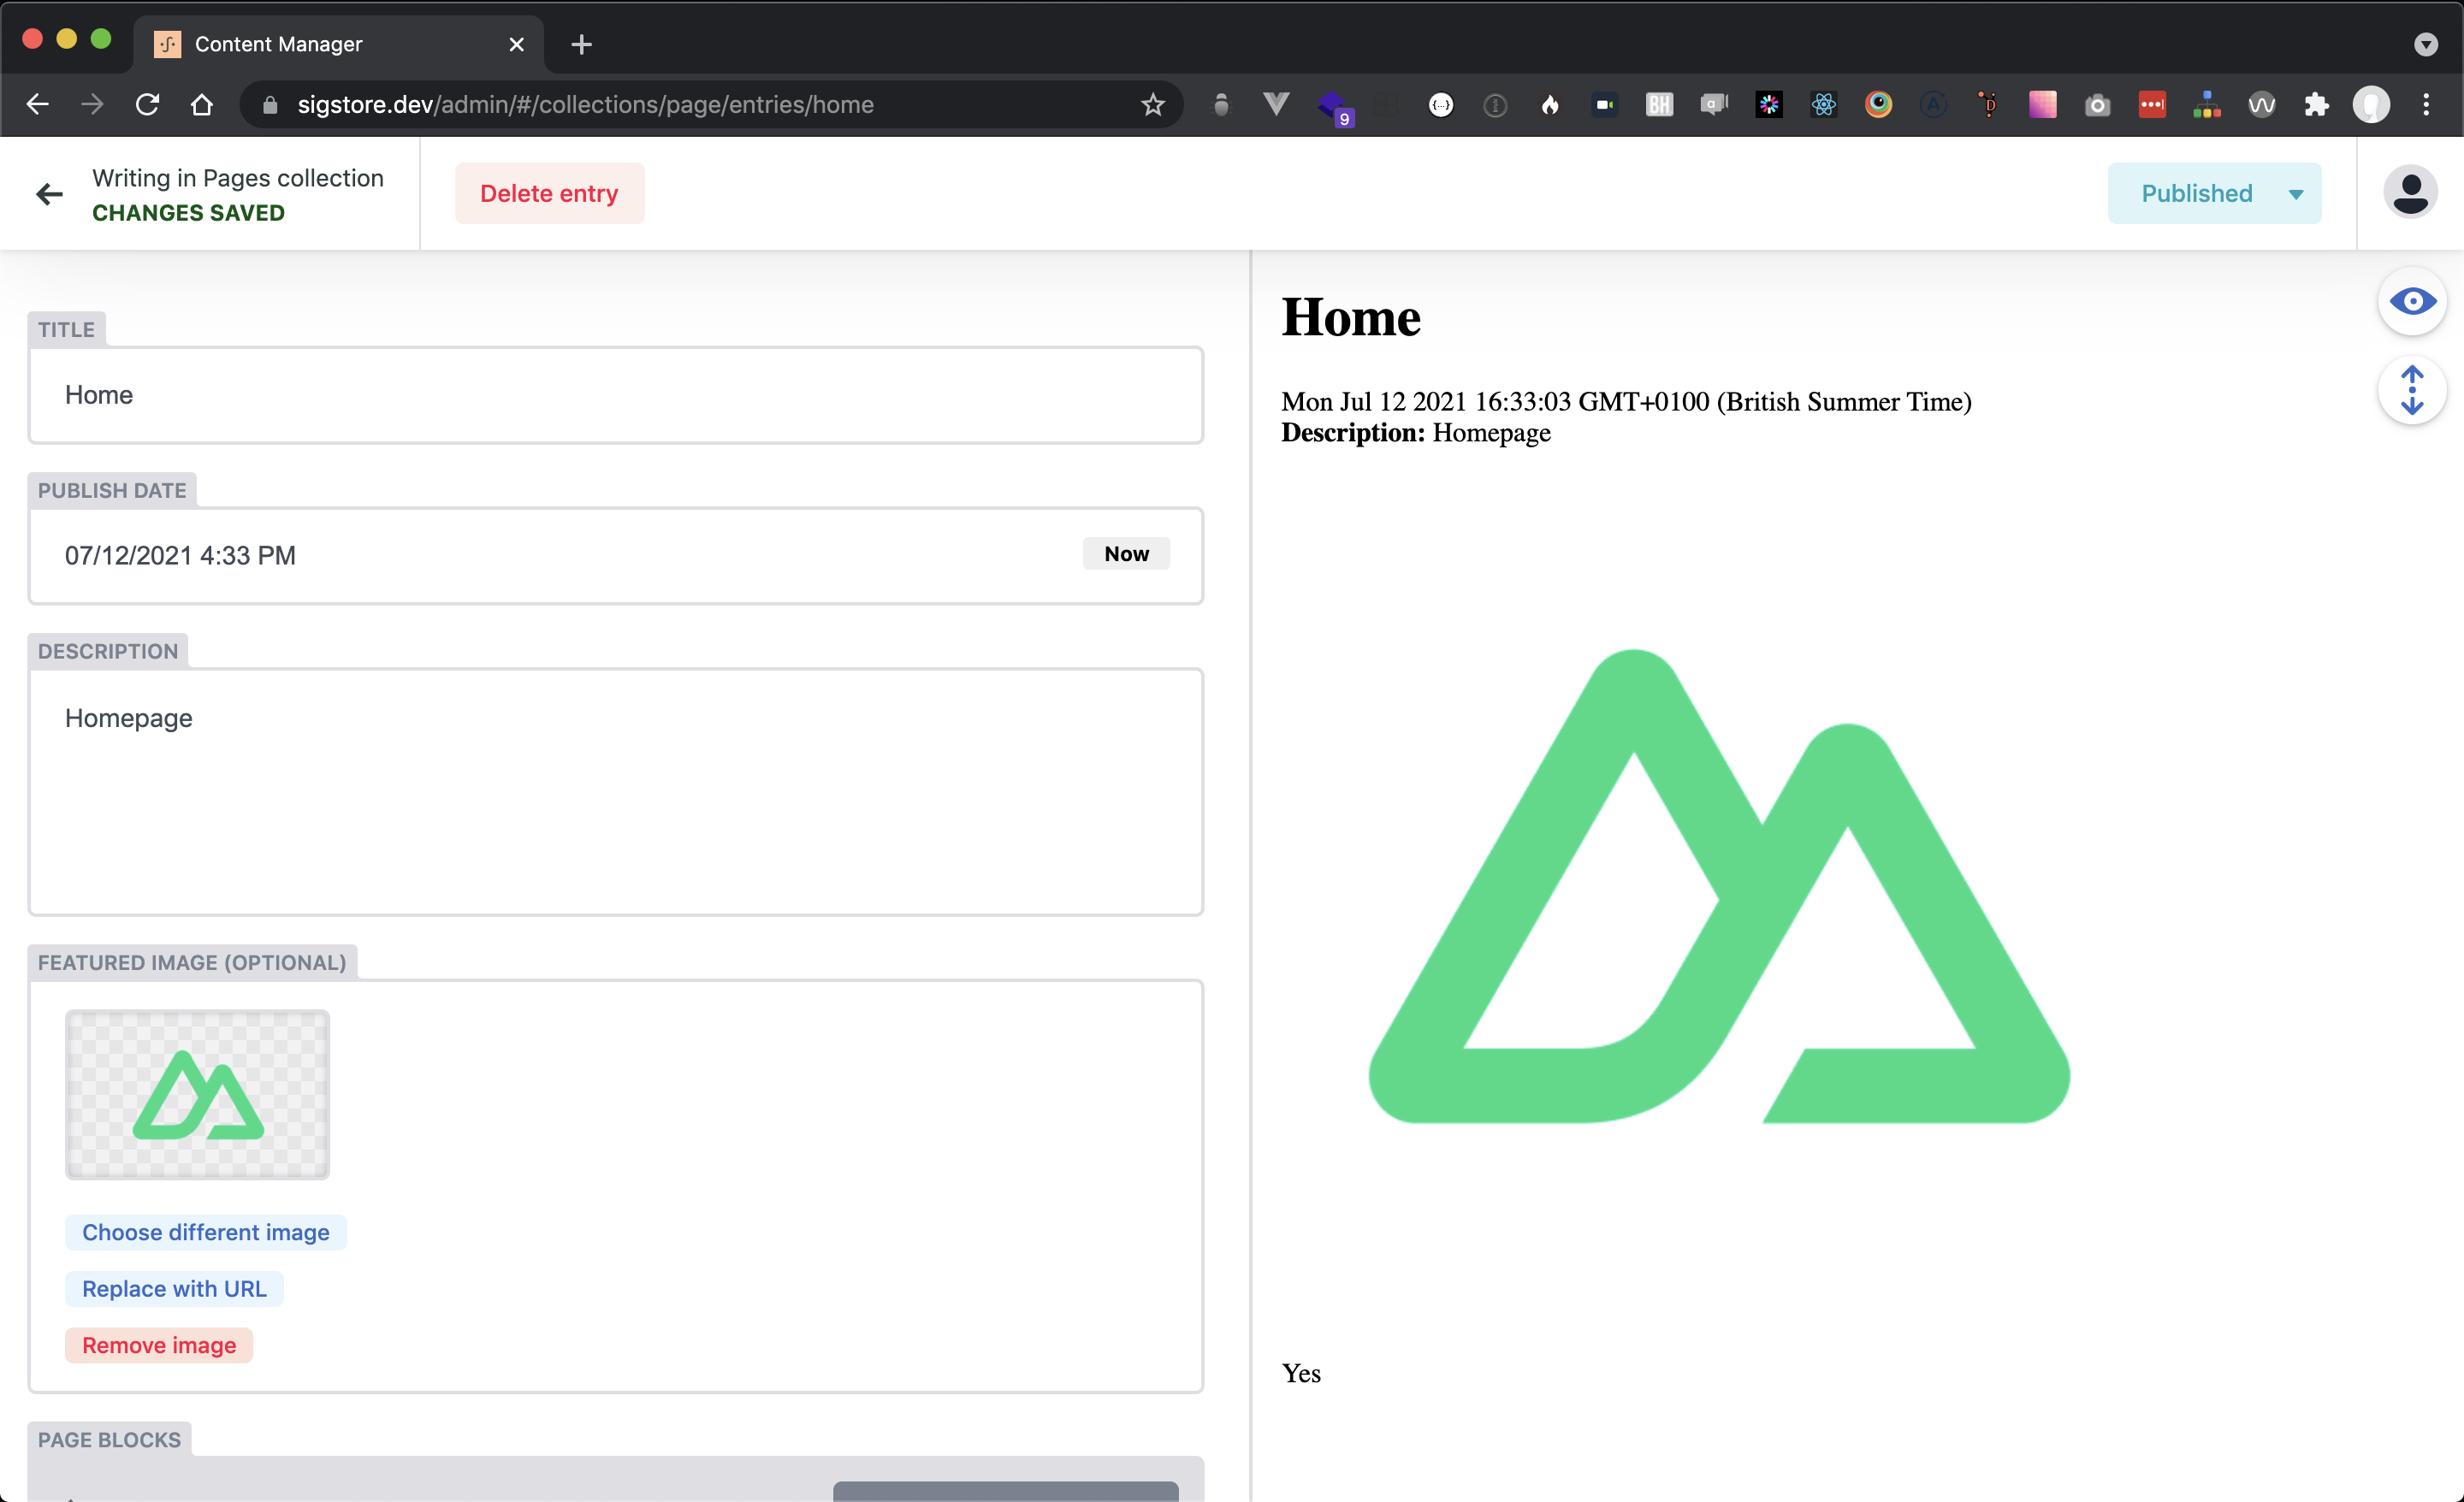 Content Manager
sigstore.dev/admin/#/collections/page/entries/home
9
BH
Writing in Pages collection
CHANGES SAVED
Delete entry
Published
TITLE
Home
PUBLISH DATE
07/12/2021 4:33 PM
Now
DESCRIPTION
Homepage
FEATURED IMAGE (OPTIONAL)
Choose different image
Replace with URL
Remove image
PAGE BLOCKS
Home
Mon Jul 12 2021 16:33:03 GMT+0100 (British Summer Time)
Description: Homepage
Yes